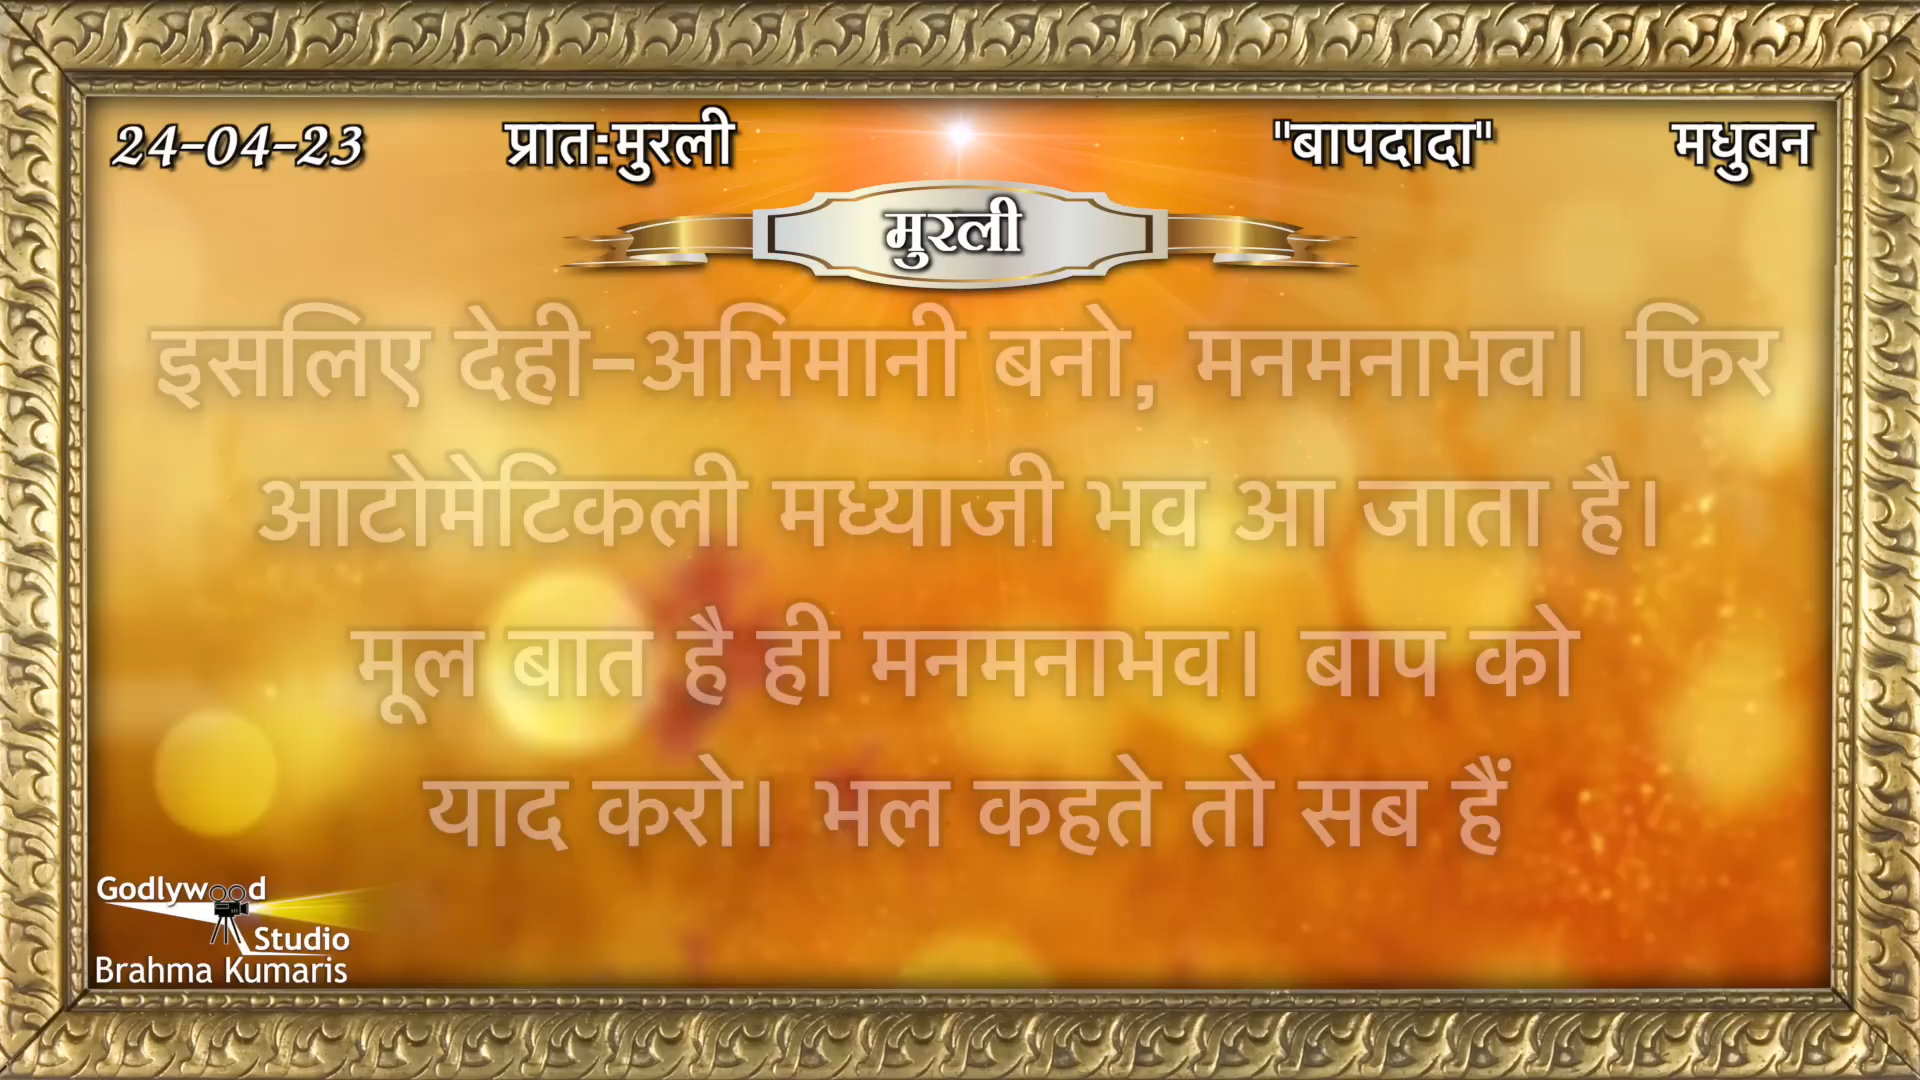 24-04-23 प्रात:मुरली "बापदादा" मधुबन
मुरली
इसलिए देही-अभिमानी बनो, मनमनाभव। फिर
आटोमेटिकली मध्याजी भव आ जाता है।
मूल बात है ही मनमनाभव। बाप को
याद करो। भल कहते तो सब हैं
Godlywood
Studio
Brahma Kumaris